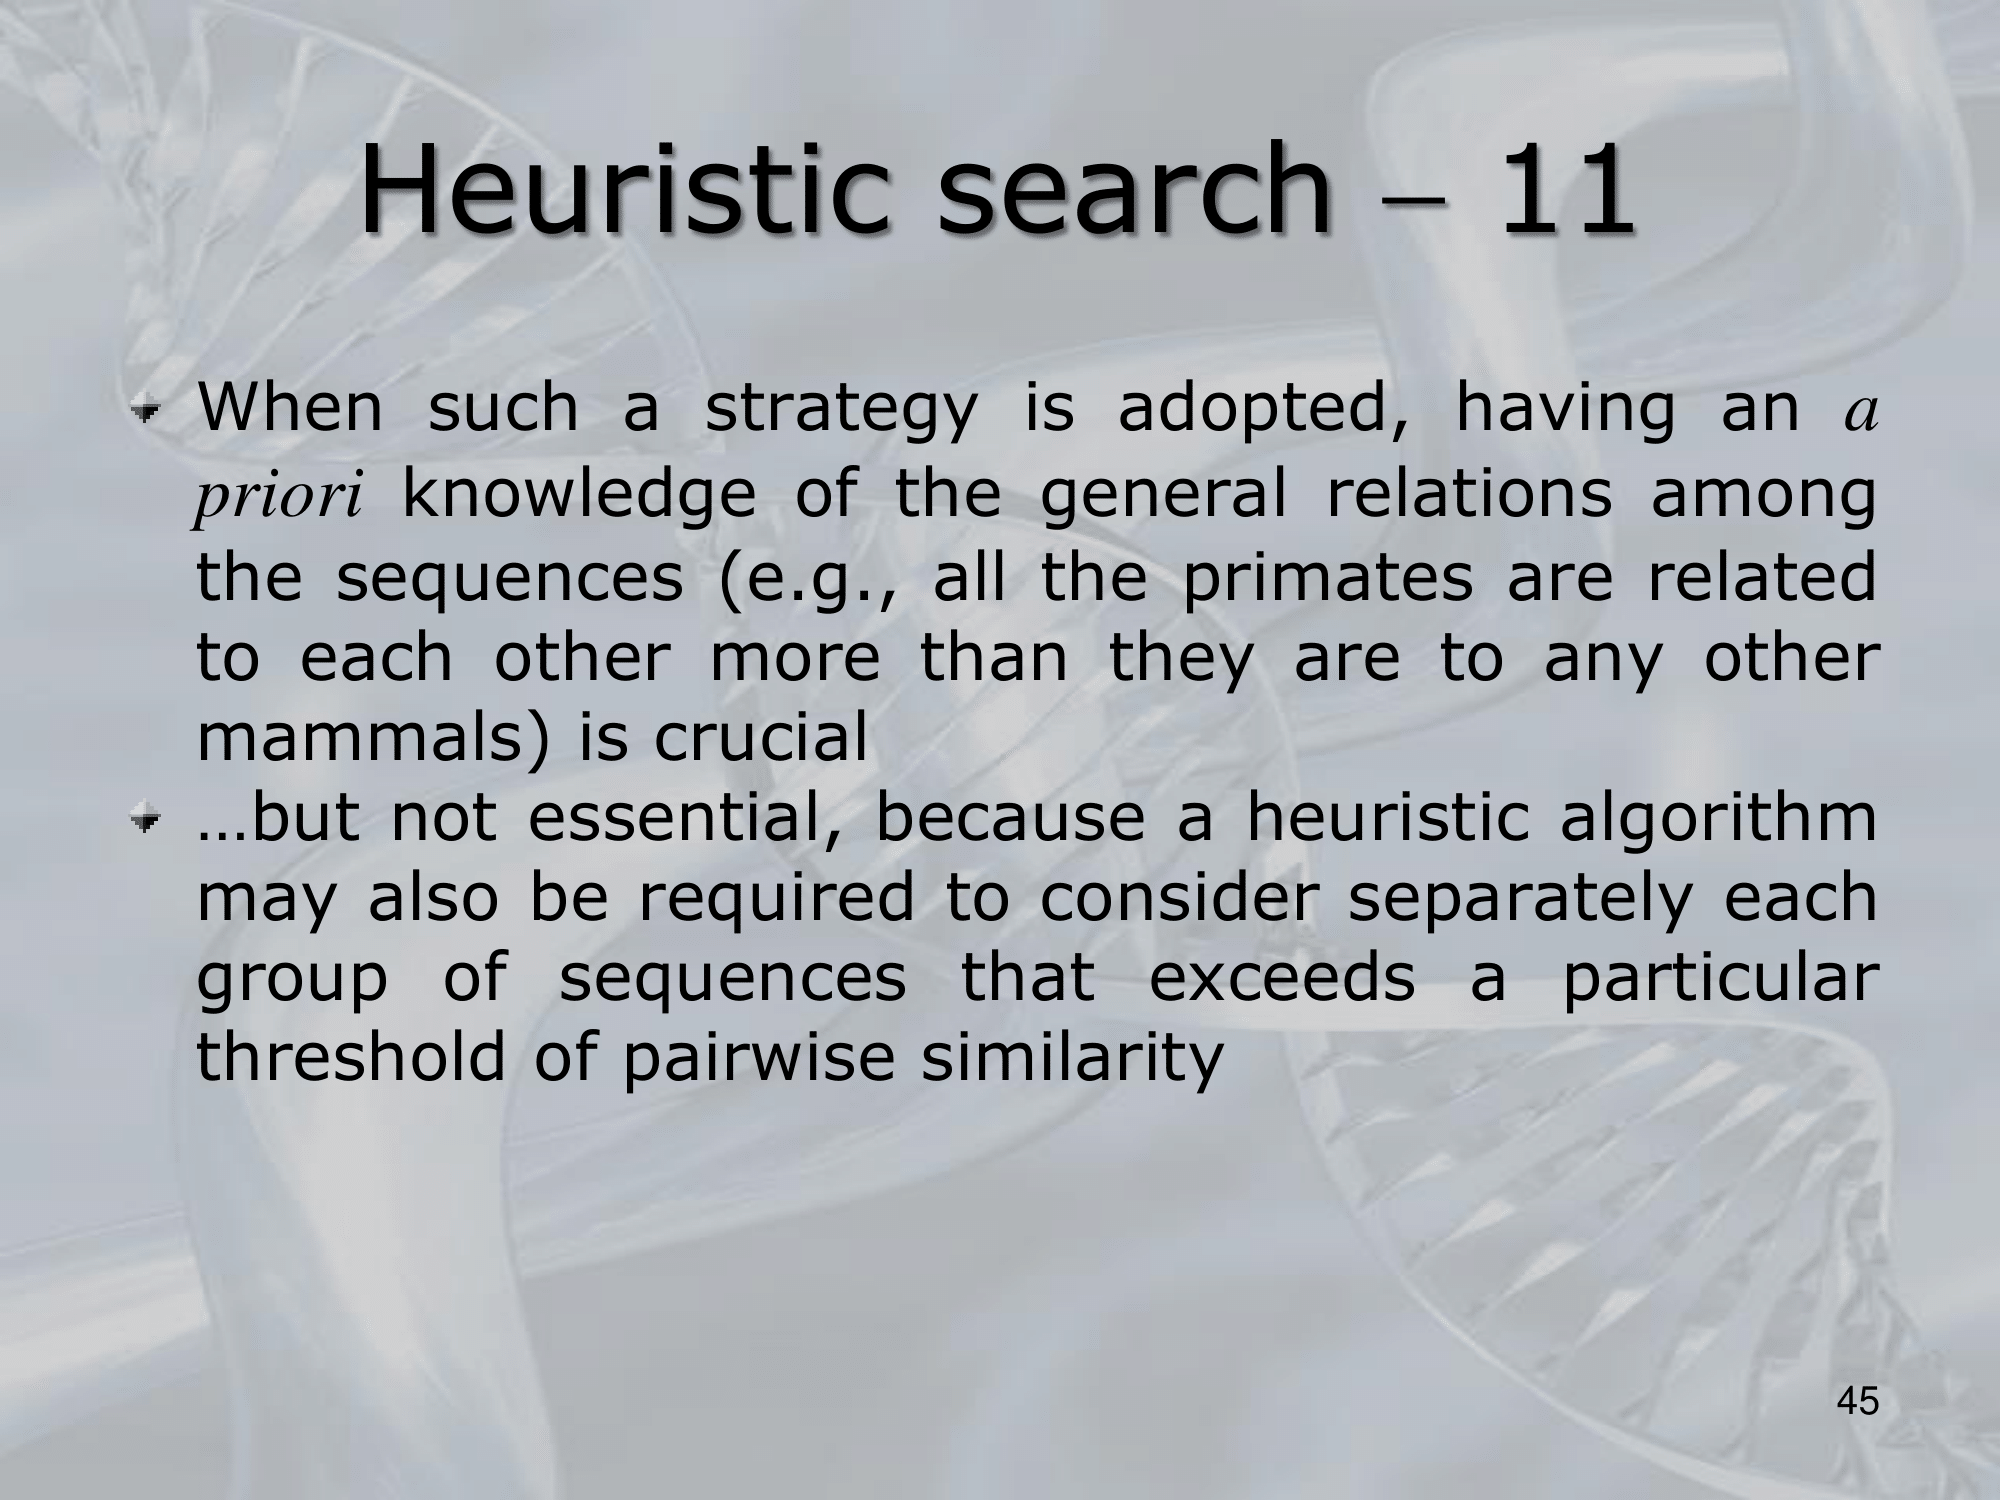 Heuristic search – 11
When such a strategy is adopted, having an a
priori knowledge of the general relations among
the sequences (e.g., all the primates are related
to each other more than they are to any other
mammals) is crucial
…but not essential, because a heuristic algorithm
may also be required to consider separately each
group of sequences that exceeds a particular
threshold of pairwise similarity
45